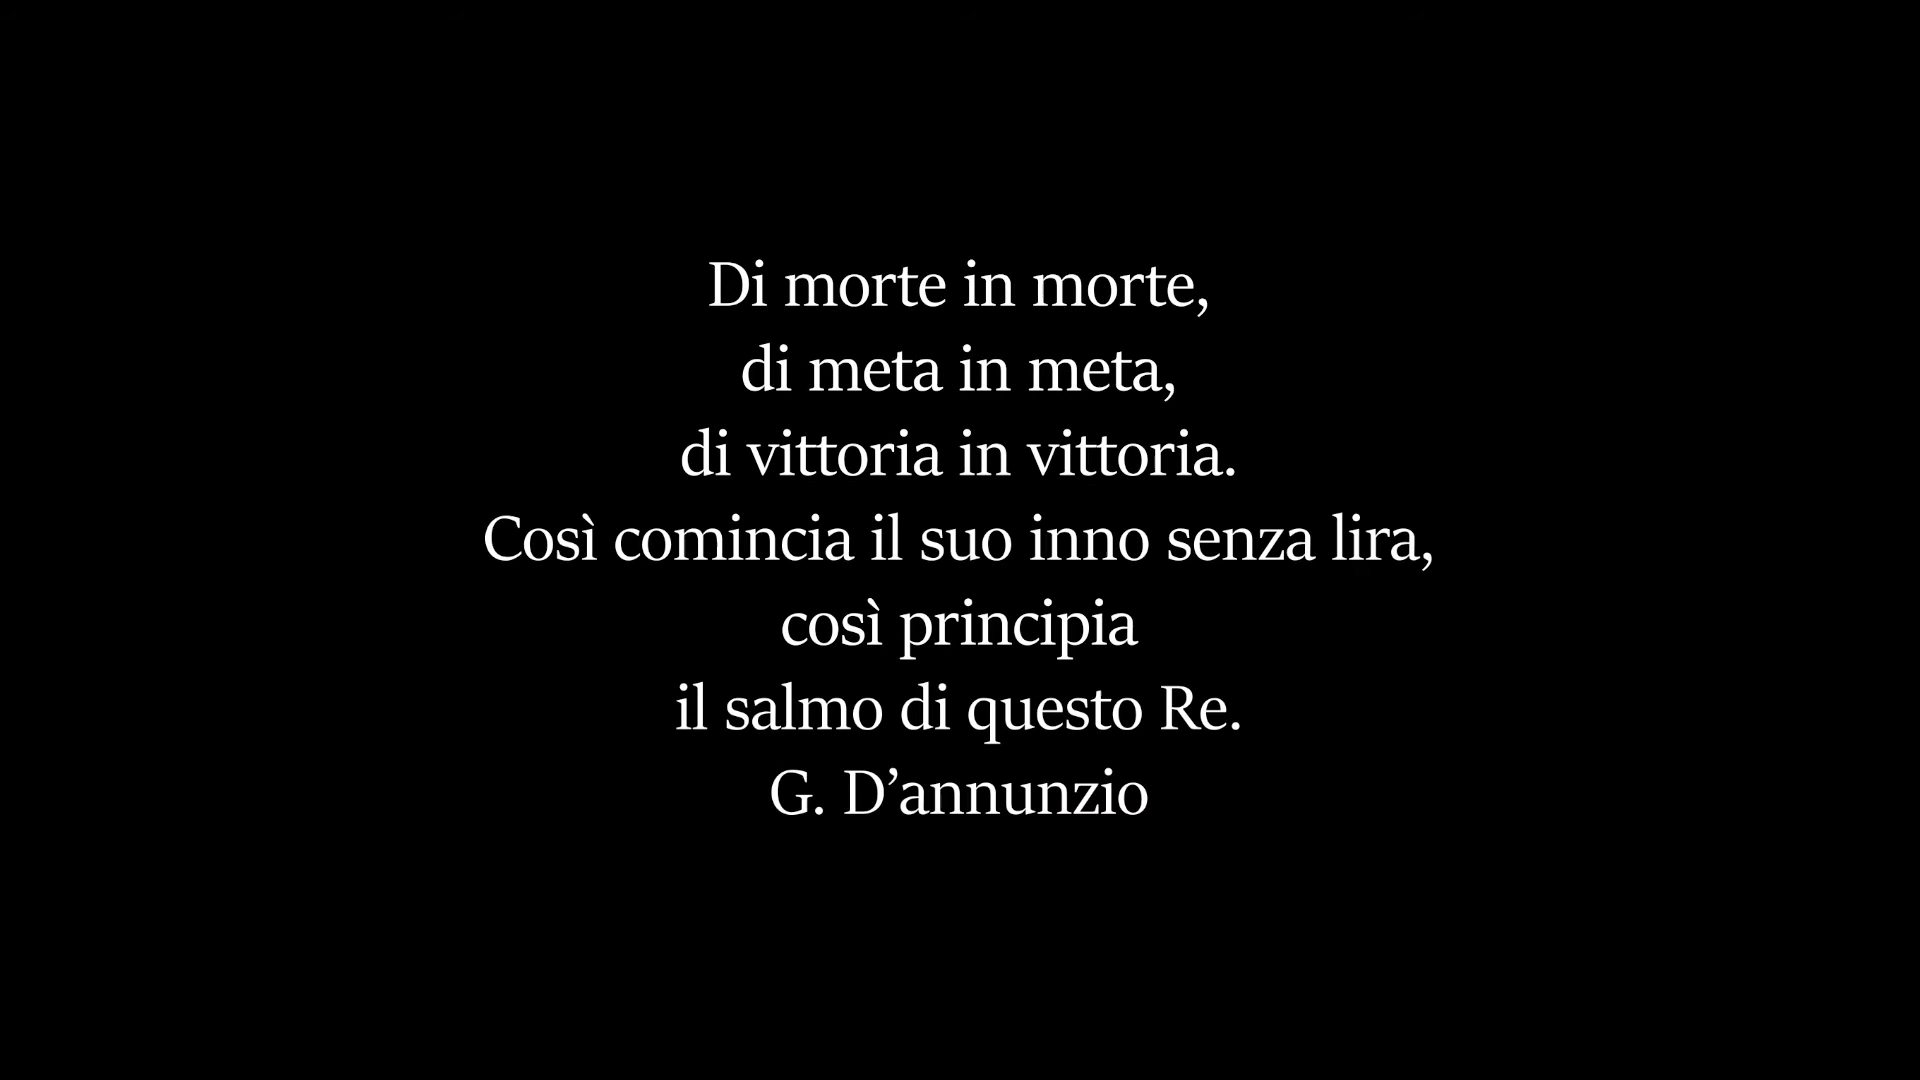 Di morte in morte,
di meta in meta,
di vittoria in vittoria.
Così comincia il suo inno senza lira,
così principia
il salmo di questo Re.
G. D’annunzio